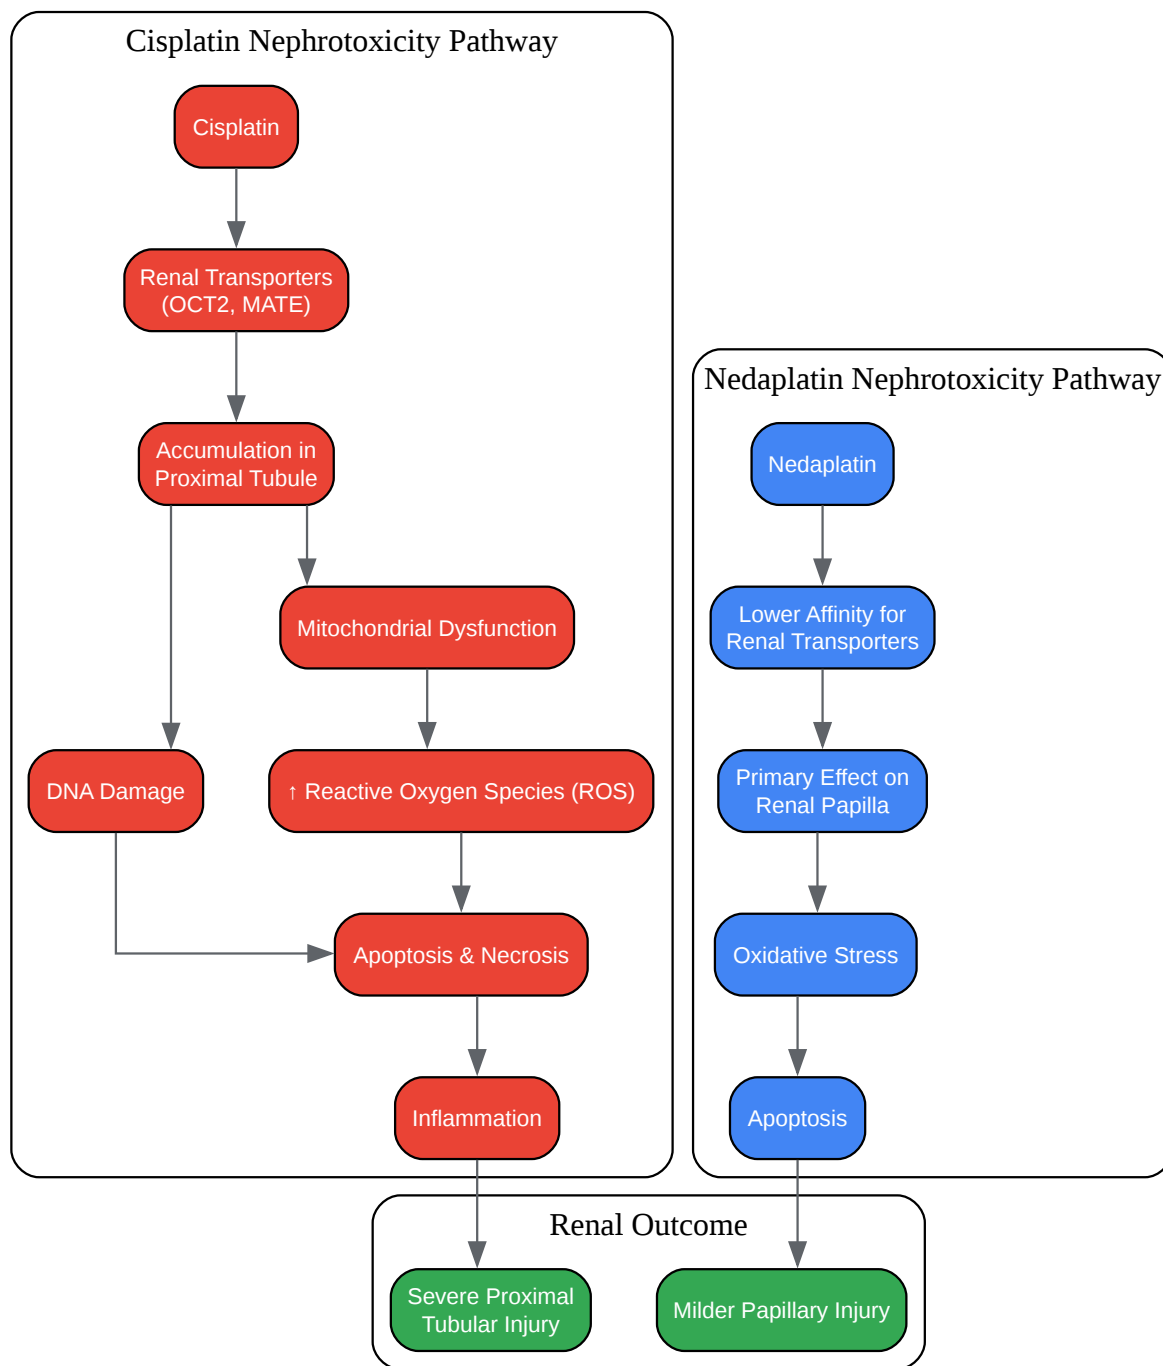 Cisplatin Nephrotoxicity Pathway
Cisplatin
Renal Transporters
(OCT2, MATE)
Accumulation in
Proximal Tubule
Mitochondrial Dysfunction
DNA Damage
↑ Reactive Oxygen Species (ROS)
Apoptosis & Necrosis
Inflammation
Nedaplatin Nephrotoxicity Pathway
Nedaplatin
Lower Affinity for
Renal Transporters
Primary Effect on
Renal Papilla
Oxidative Stress
Apoptosis
Renal Outcome
Severe Proximal
Tubular Injury
Milder Papillary Injury